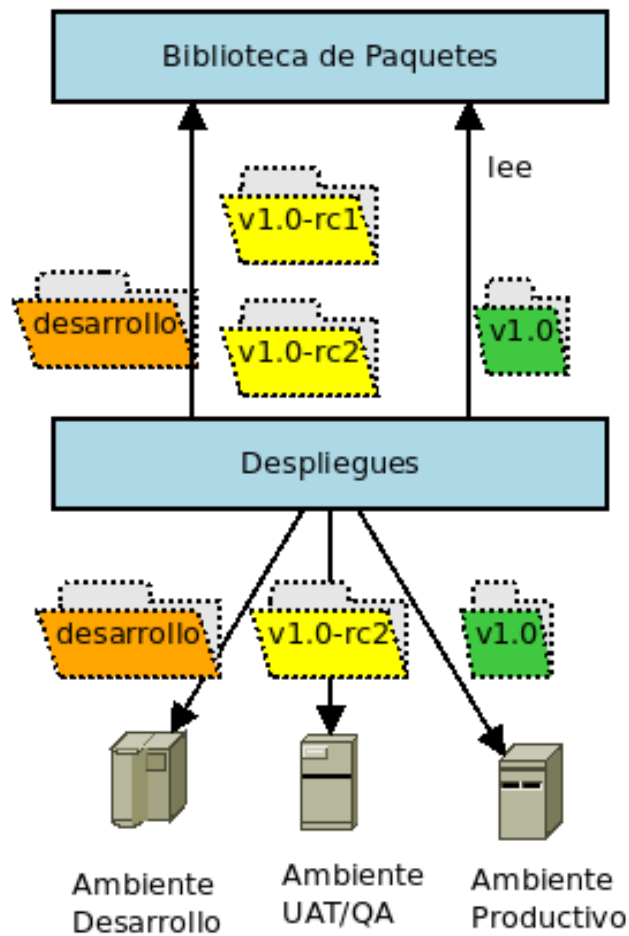 Biblioteca de Paquetes
lee
v1.0-rc1
desarrollo
v1.0-rc2
v1.0
Despliegues
desarrollo
v1.0-rc2
v1.0
Ambiente
Desarrollo
Ambiente
UAT/QA
Ambiente
Productivo